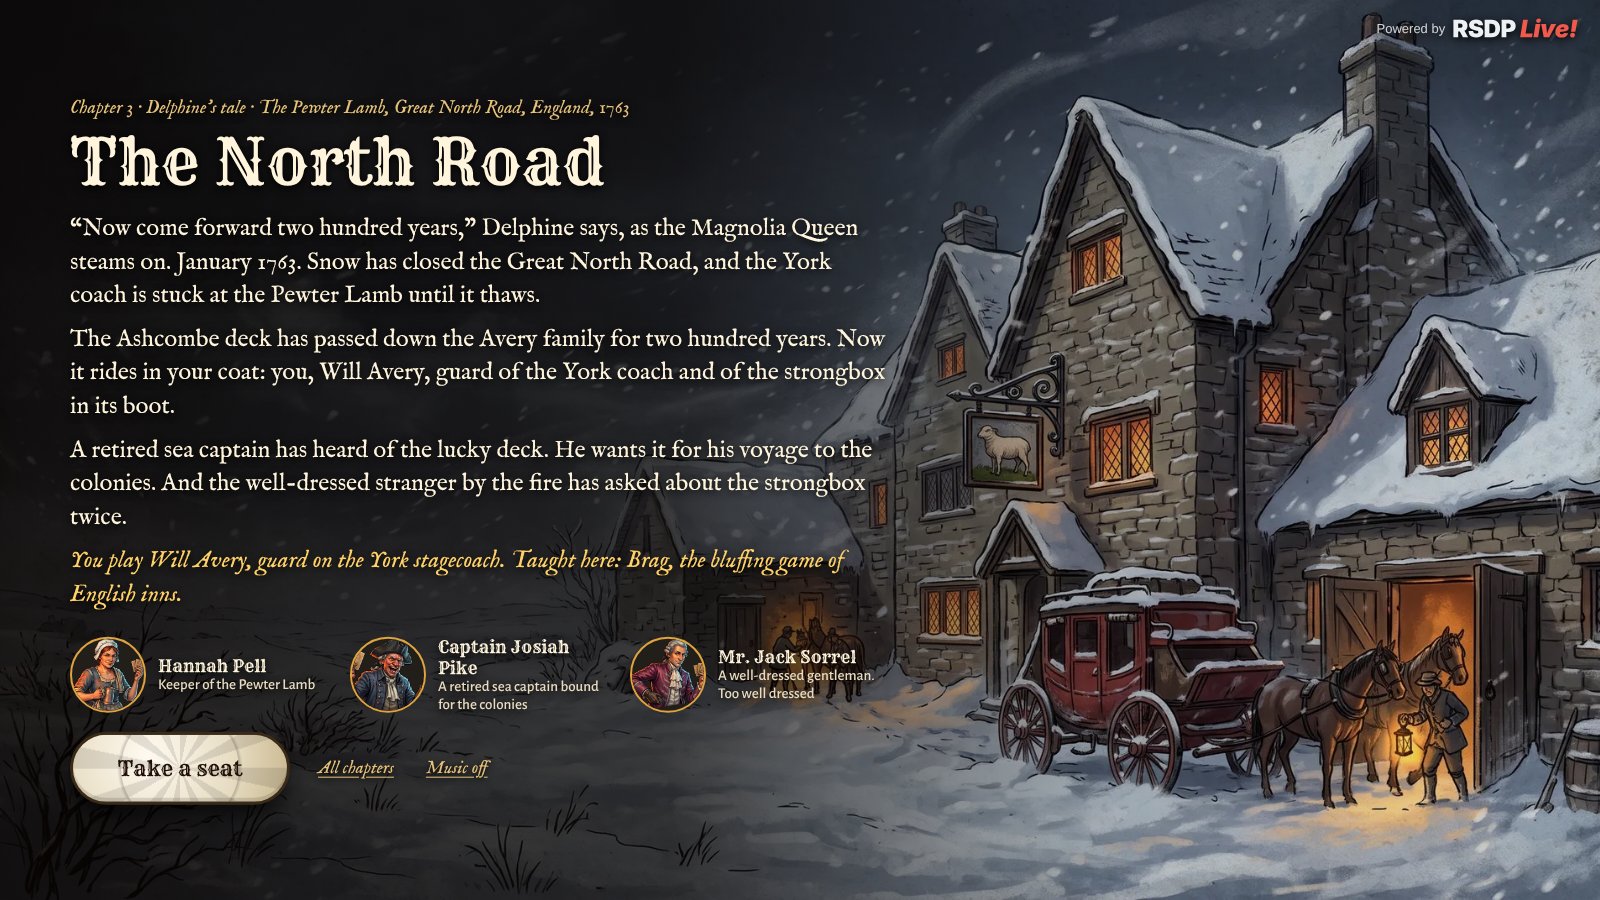 Powered by RSDP Live!
Chapter 3 · Delphine's tale · The Pewter Lamb, Great North Road, England, 1763
The North Road
“Now come forward two hundred years,” Delphine says, as the Magnolia Queen
steams on. January 1763. Snow has closed the Great North Road, and the York
coach is stuck at the Pewter Lamb until it thaws.
The Ashcombe deck has passed down the Avery family for two hundred years. Now
it rides in your coat: you, Will Avery, guard of the York coach and of the strongbox
in its boot.
A retired sea captain has heard of the lucky deck. He wants it for his voyage to the
colonies. And the well-dressed stranger by the fire has asked about the strongbox
twice.
You play Will Avery, guard on the York stagecoach. Taught here: Brag, the bluffing game of
English inns.
Hannah Pell
Keeper of the Pewter Lamb
Captain Josiah
Pike
A retired sea captain bound
for the colonies
Mr. Jack Sorrel
A well-dressed gentleman.
Too well dressed
Take a seat
All chapters
Music off